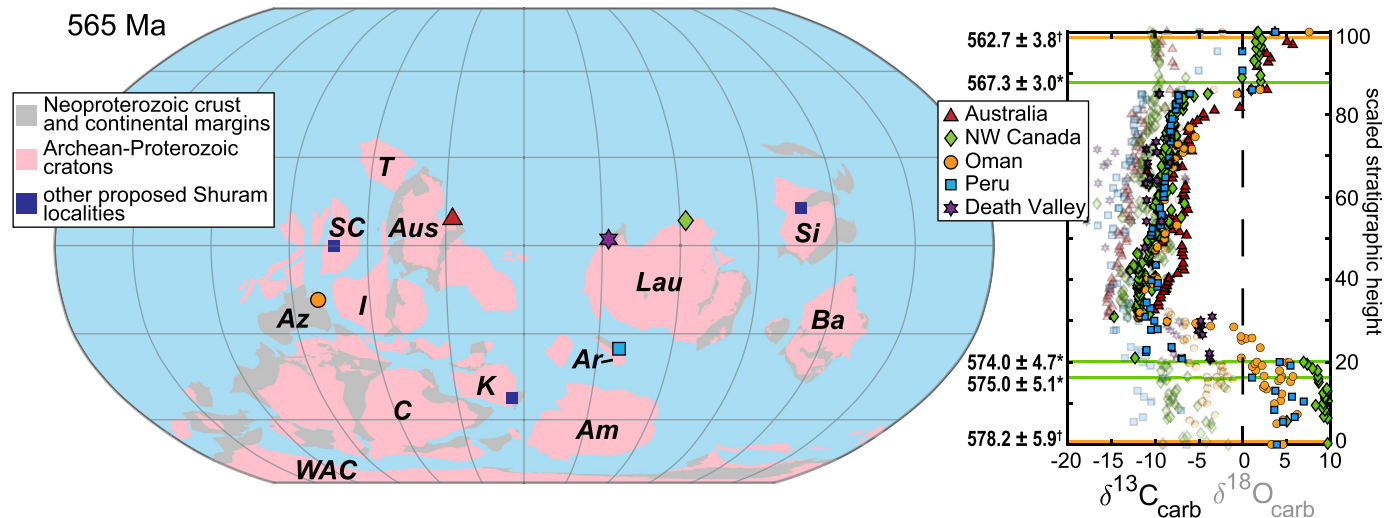 565 Ma
Neoproterozoic crust
and continental margins
Archean-Proterozoic
cratons
other proposed Shuram
localities
T
SC
Aus
Si
I
Lau
Az
Ba
Ar
K
C
Am
WAC
562.7 ± 3.8†
567.3 ± 3.0*
574.0 ± 4.7*
575.0 ± 5.1*
578.2 ± 5.9†
Australia
NW Canada
Oman
Peru
Death Valley
100
80
60
40
20
0
scaled stratigraphic height
-20 -15 -10 -5 0 5 10
δ13Ccarb δ18Ocarb